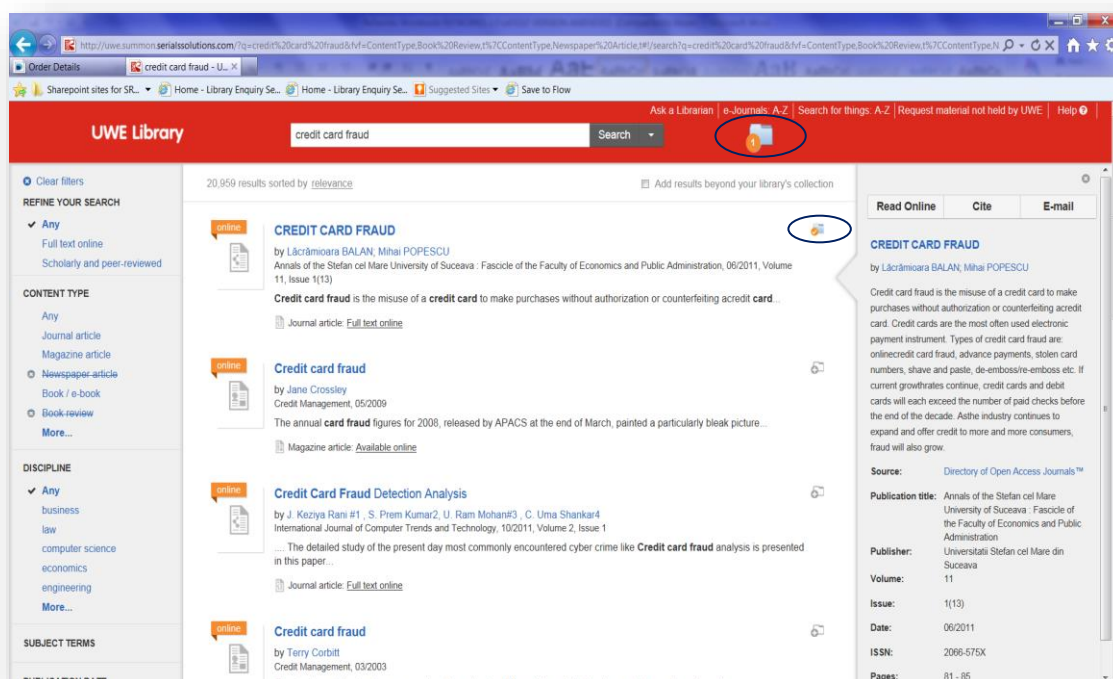 http://uwe.summon.serialssolutions.com/?q=credit%20card%20fraud&fvf=ContentType,Book%20Review,t%7CContentType,Newspaper%20Article,t#!/search?q=credit%20card%20fraud&fvf=ContentType,Book%20Review,t%7CContentType,N
Order Details
credit card fraud - U...
Sharepoint sites for SR...
Home - Library Enquiry Se...
Home - Library Enquiry Se...
Suggested Sites
Save to Flow
Ask a Librarian | e-Journals: A-Z | Search for things: A-Z | Request material not held by UWE | Help
UWE Library
credit card fraud
Search
1
Clear filters
REFINE YOUR SEARCH
Any
Full text online
Scholarly and peer-reviewed
CONTENT TYPE
Any
Journal article
Magazine article
Newspaper article
Book / e-book
Book review
More...
DISCIPLINE
Any
business
law
computer science
economics
engineering
More...
SUBJECT TERMS
20,959 results sorted by relevance
Add results beyond your library's collection
online
CREDIT CARD FRAUD
by Lăcrămioara BALAN; Mihai POPESCU
Annals of the Stefan cel Mare University of Suceava : Fascicle of the Faculty of Economics and Public Administration, 06/2011, Volume
11, Issue 1(13)
Credit card fraud is the misuse of a credit card to make purchases without authorization or counterfeiting acredit card...
Journal article: Full text online
online
Credit card fraud
by Jane Crossley
Credit Management, 05/2009
The annual card fraud figures for 2008, released by APACS at the end of March, painted a particularly bleak picture...
Magazine article: Available online
online
Credit Card Fraud Detection Analysis
by J. Keziya Rani #1 , S. Prem Kumar2, U. Ram Mohan#3 , C. Uma Shankar4
International Journal of Computer Trends and Technology, 10/2011, Volume 2, Issue 1
.... The detailed study of the present day most commonly encountered cyber crime like Credit card fraud analysis is presented
in this paper...
Journal article: Full text online
online
Credit card fraud
by Terry Corbitt
Credit Management, 03/2003
Read Online
Cite
E-mail
CREDIT CARD FRAUD
by Lăcrămioara BALAN; Mihai POPESCU
Credit card fraud is the misuse of a credit card to make
purchases without authorization or counterfeiting acredit
card. Credit cards are the most often used electronic
payment instrument. Types of credit card fraud are:
onlinecredit card fraud, advance payments, stolen card
numbers, shave and paste, de-emboss/re-emboss etc. If
current growthrates continue, credit cards and debit
cards will each exceed the number of paid checks before
the end of the decade. Asthe industry continues to
expand and offer credit to more and more consumers,
fraud will also grow.
Source: Directory of Open Access Journals™
Publication title: Annals of the Stefan cel Mare
University of Suceava : Fascicle of
the Faculty of Economics and Public
Administration
Publisher: Universitatii Stefan cel Mare din
Suceava
Volume: 11
Issue: 1(13)
Date: 06/2011
ISSN: 2066-575X
Pages: 81 - 85